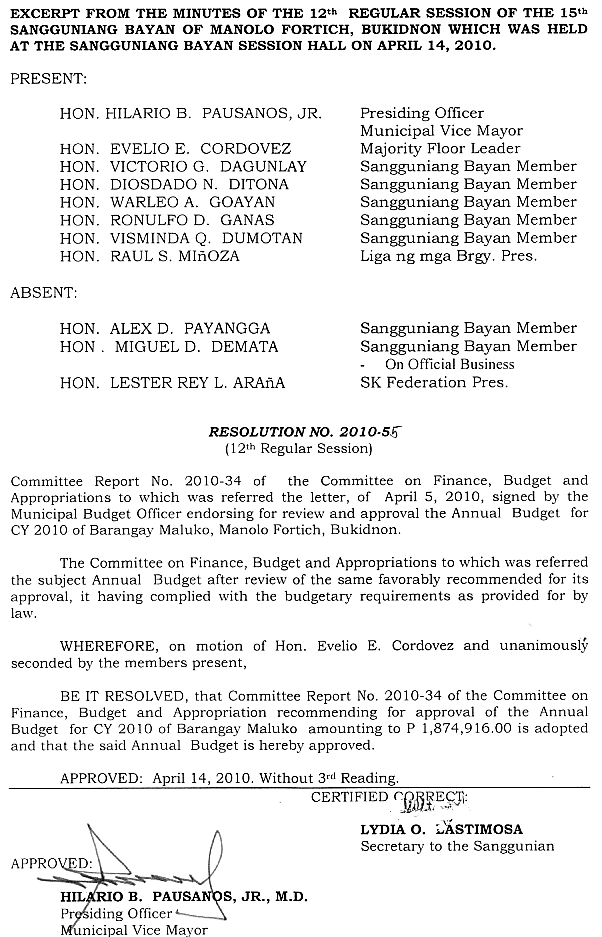 EXCERPT FROM THE MINUTES OF THE 12th REGULAR SESSION OF THE 15th
SANGGUNIANG BAYAN OF MANOLO FORTICH, BUKIDNON WHICH WAS HELD
AT THE SANGGUNIANG BAYAN SESSION HALL ON APRIL 14, 2010.
PRESENT:
HON. HILARIO B. PAUSANOS, JR. Presiding Officer
Municipal Vice Mayor
HON. EVELIO E. CORDOVEZ Majority Floor Leader
HON. VICTORIO G. DAGUNLAY Sangguniang Bayan Member
HON. DIOSDADO N. DITONA Sangguniang Bayan Member
HON. WARLEO A. GOAYAN Sangguniang Bayan Member
HON. RONULFO D. GANAS Sangguniang Bayan Member
HON. VISMINDA Q. DUMOTAN Sangguniang Bayan Member
HON. RAUL S. MIñOZA Liga ng mga Brgy. Pres.
ABSENT:
HON. ALEX D. PAYANGGA Sangguniang Bayan Member
HON . MIGUEL D. DEMATA Sangguniang Bayan Member
- On Official Business
HON. LESTER REY L. ARAñA SK Federation Pres.
RESOLUTION NO. 2010-55
(12th Regular Session)
Committee Report No. 2010-34 of the Committee on Finance, Budget and
Appropriations to which was referred the letter, of April 5, 2010, signed by the
Municipal Budget Officer endorsing for review and approval the Annual Budget for
CY 2010 of Barangay Maluko, Manolo Fortich, Bukidnon.
The Committee on Finance, Budget and Appropriations to which was referred
the subject Annual Budget after review of the same favorably recommended for its
approval, it having complied with the budgetary requirements as provided for by
law.
WHEREFORE, on motion of Hon. Evelio E. Cordovez and unanimously
seconded by the members present,
BE IT RESOLVED, that Committee Report No. 2010-34 of the Committee on
Finance, Budget and Appropriation recommending for approval of the Annual
Budget for CY 2010 of Barangay Maluko amounting to P 1,874,916.00 is adopted
and that the said Annual Budget is hereby approved.
APPROVED: April 14, 2010. Without 3rd Reading.
CERTIFIED CORRECT:
LYDIA O. LASTIMOSA
Secretary to the Sanggunian
APPROVED:
HILARIO B. PAUSANOS, JR., M.D.
Presiding Officer
Municipal Vice Mayor